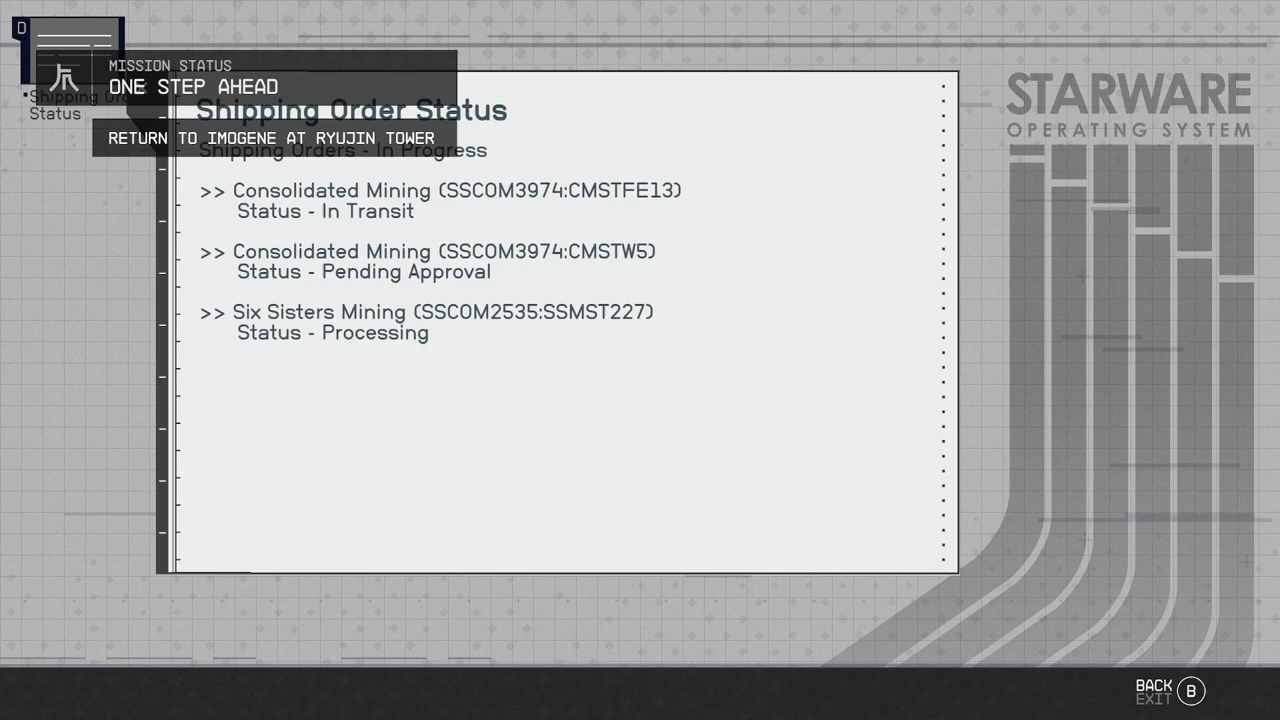 D
MISSION STATUS
ONE STEP AHEAD
Shipping Order
Status
Shipping Order Status
RETURN TO IMOGENE AT RYUJIN TOWER
Shipping Orders - In Progress
>> Consolidated Mining (SSCOM3974:CMSTFE13)
Status - In Transit
>> Consolidated Mining (SSCOM3974:CMSTW5)
Status - Pending Approval
>> Six Sisters Mining (SSCOM2535:SSMST227)
Status - Processing
STARWARE
OPERATING SYSTEM
BACK
EXIT
B